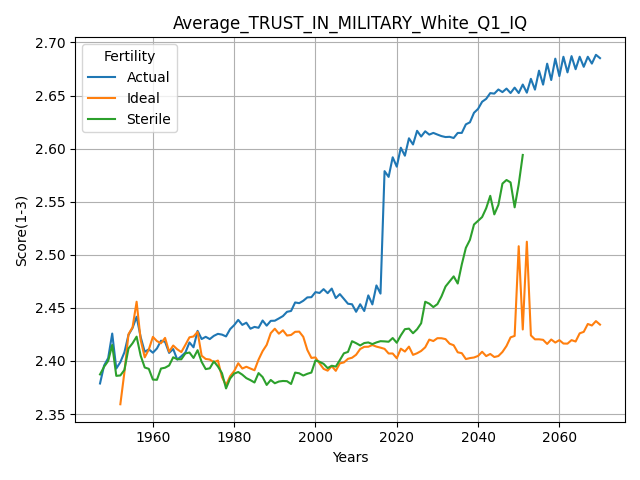 Average_TRUST_IN_MILITARY_White_Q1_IQ
Fertility
Actual
Ideal
Sterile
2.70
2.65
2.60
2.55
2.50
2.45
2.40
2.35
Score(1-3)
1960
1980
2000
2020
2040
2060
Years